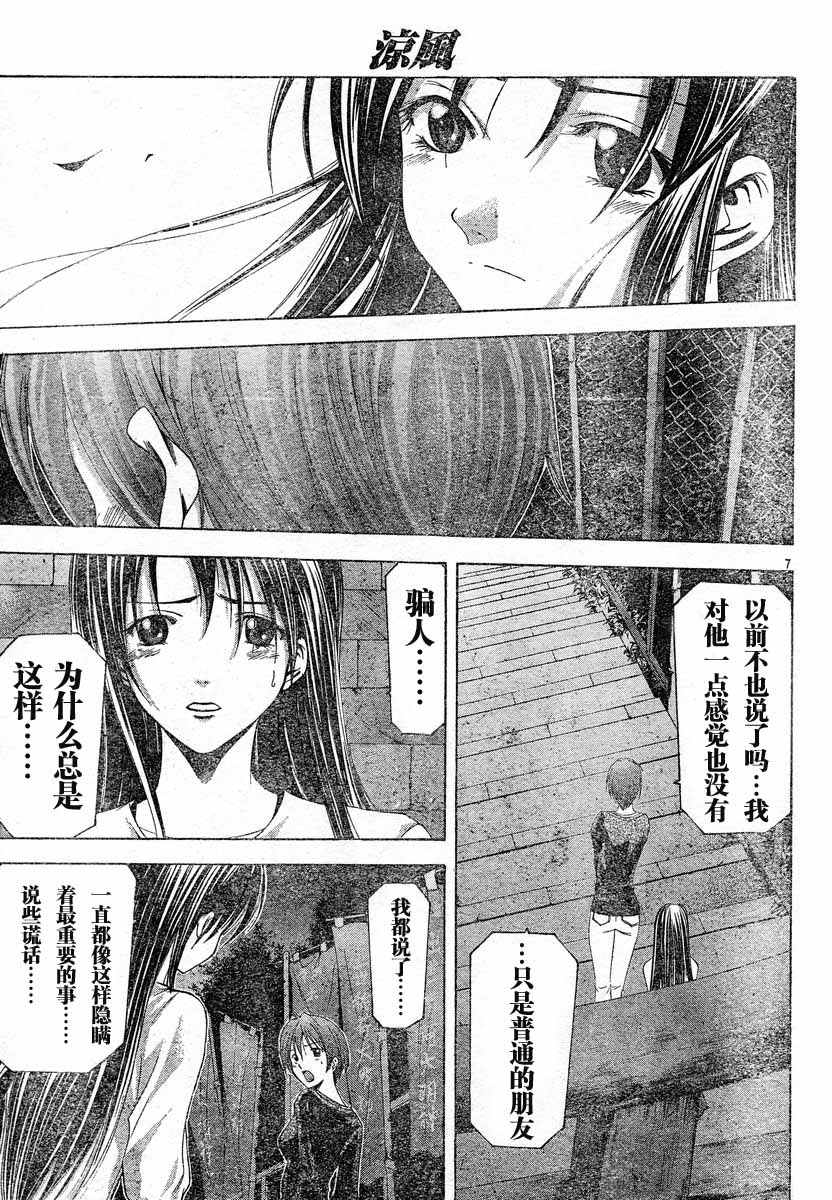 涼風
7
以前不也说了吗…我
对他一点感觉也没有
…只是普通的朋友
骗人……
为什么总是
这样……
我都说了……
一直都像这样隐瞒
着最重要的事……
说些谎话……